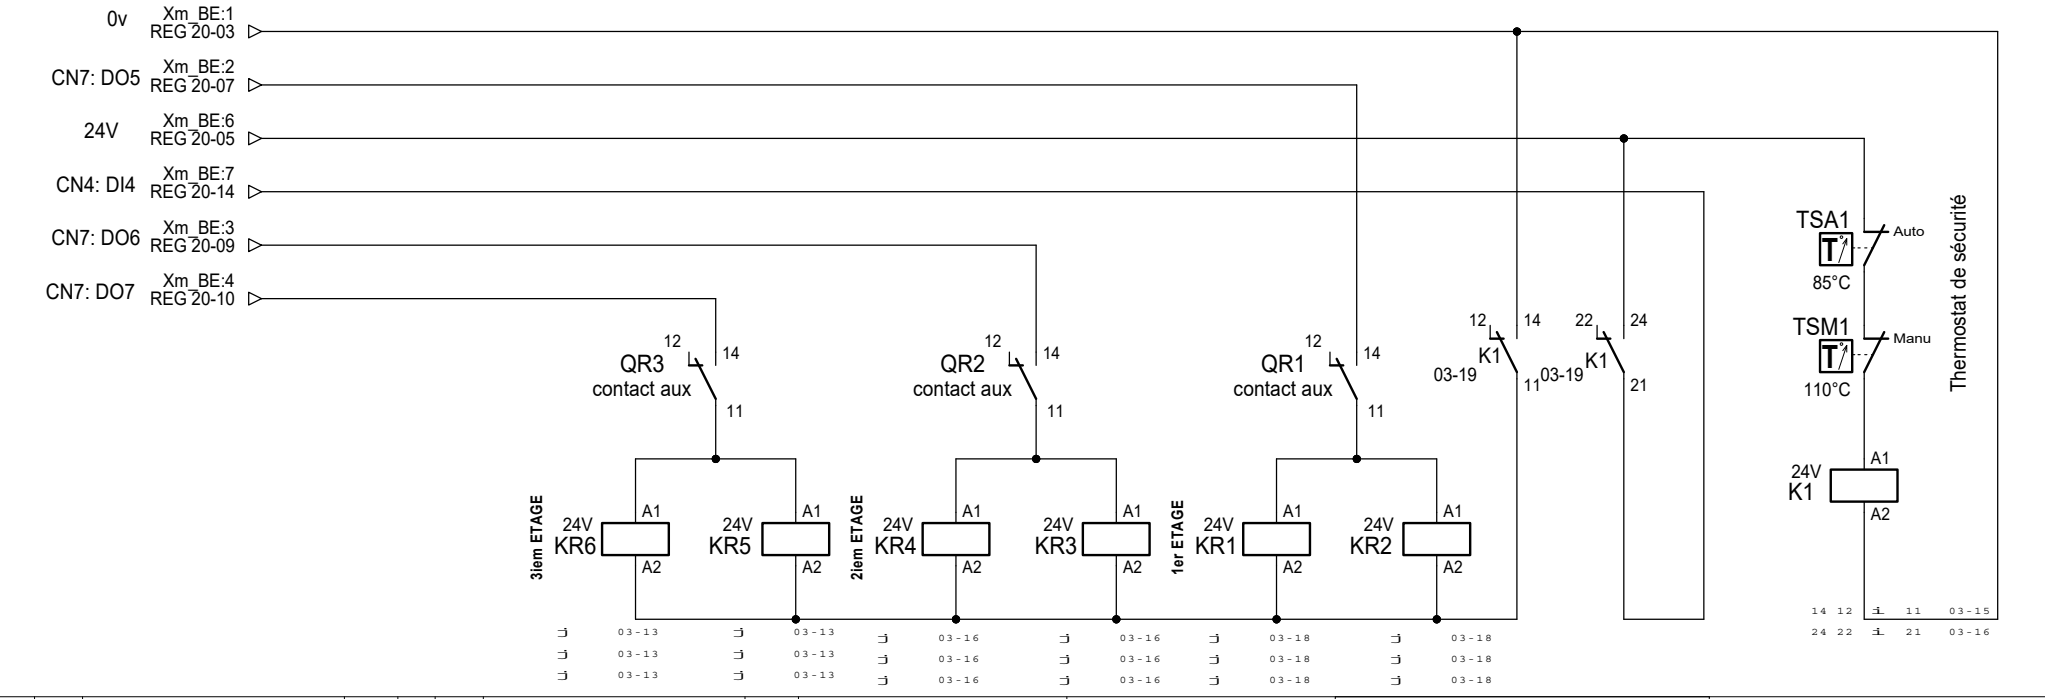 0v Xm_BE:1
REG 20-03
CN7: DO5 Xm_BE:2
REG 20-07
24V Xm_BE:6
REG 20-05
CN4: DI4 Xm_BE:7
REG 20-14
CN7: DO6 Xm_BE:3
REG 20-09
CN7: DO7 Xm_BE:4
REG 20-10
12 14
QR3
contact aux
11
12 14
QR2
contact aux
11
12 14
QR1
contact aux
11
12 14
K1
03-19
11
22 24
K1
03-19
21
TSA1
Auto
T°
85°C
TSM1
Manu
T°
110°C
Thermostat de sécurité
24V A1
K1
A2
3iem ETAGE
24V A1
KR6
A2
24V A1
KR5
A2
2iem ETAGE
24V A1
KR4
A2
24V A1
KR3
A2
1er ETAGE
24V A1
KR1
A2
24V A1
KR2
A2
03-13 03-13 03-16 03-16 03-18 03-18
03-13 03-13 03-16 03-16 03-18 03-18
03-13 03-13 03-16 03-16 03-18 03-18
14 12 11 03-15
24 22 21 03-16